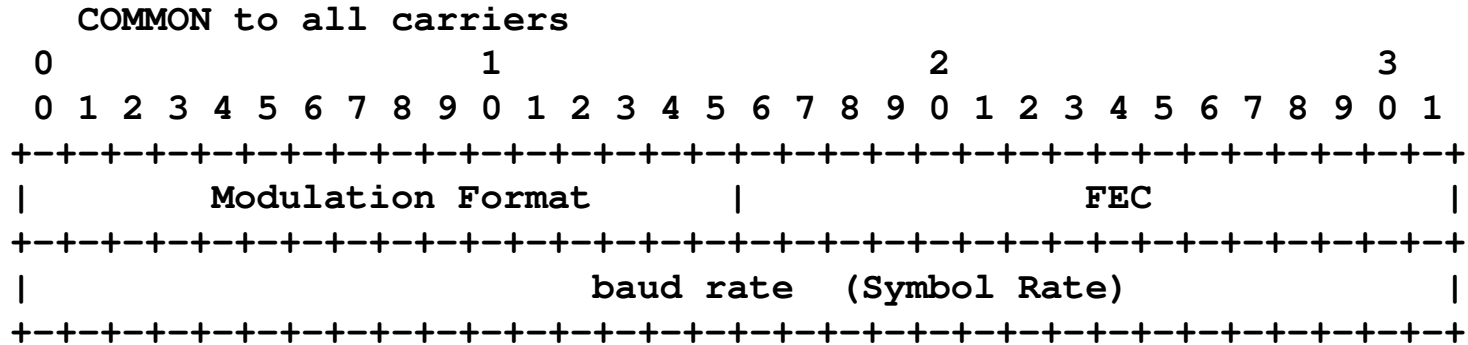 COMMON to all carriers
0 1 2 3
0 1 2 3 4 5 6 7 8 9 0 1 2 3 4 5 6 7 8 9 0 1 2 3 4 5 6 7 8 9 0 1
+-+-+-+-+-+-+-+-+-+-+-+-+-+-+-+-+-+-+-+-+-+-+-+-+-+-+-+-+-+-+-+-+
| Modulation Format | FEC |
+-+-+-+-+-+-+-+-+-+-+-+-+-+-+-+-+-+-+-+-+-+-+-+-+-+-+-+-+-+-+-+-+
| baud rate (Symbol Rate) |
+-+-+-+-+-+-+-+-+-+-+-+-+-+-+-+-+-+-+-+-+-+-+-+-+-+-+-+-+-+-+-+-+